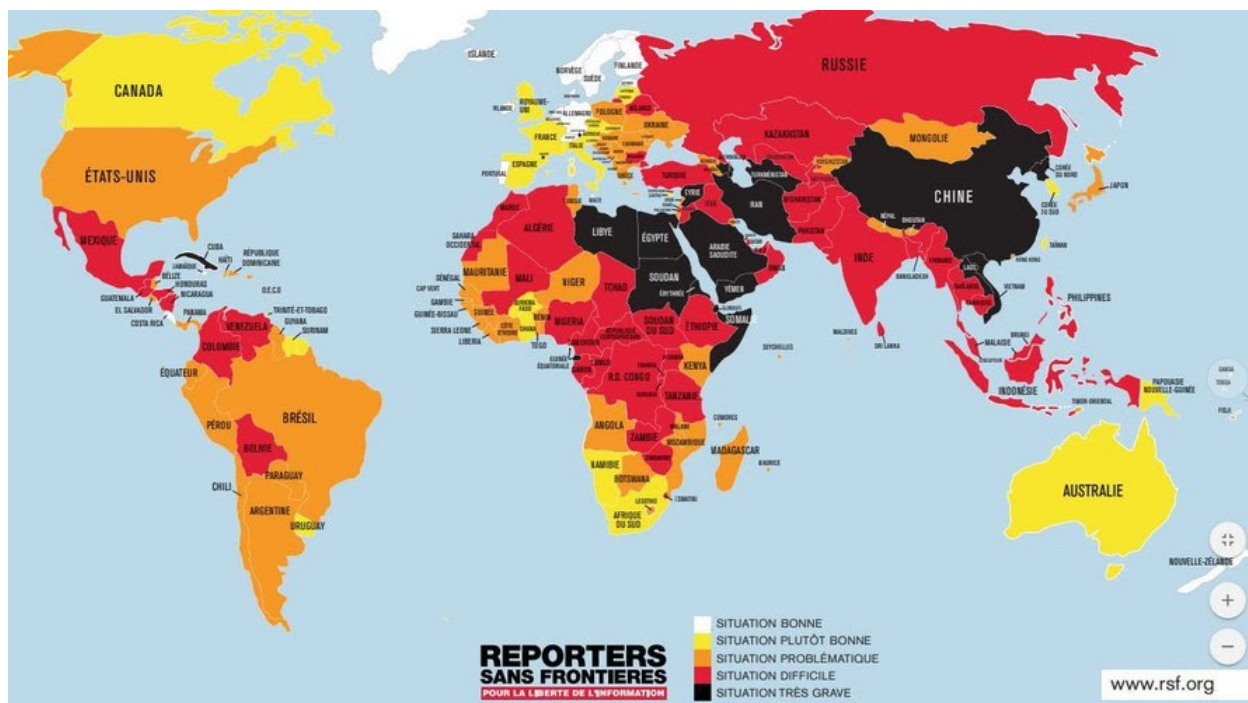 ISLANDE
NORVÈGE
SUÈDE
FINLANDE
RUSSIE
CANADA
IRLANDE
ROYAUME-
UNI
ALLEMAGNE
POLOGNE
UKRAINE
FRANCE
ITALIE
ESPAGNE
PORTUGAL
KAZAKHSTAN
MONGOLIE
ÉTATS-UNIS
TURQUIE
TURKMÉNISTAN
CORÉE
DU NORD
JAPON
CORÉE
DU SUD
CHINE
SYRIE
IRAN
AFGHANISTAN
PAKISTAN
NÉPAL
BHOUTAN
TUNISIE
MAROC
ALGÉRIE
LIBYE
ÉGYPTE
ARABIE
SAOUDITE
INDE
SAHARA
OCCIDENTAL
MEXIQUE
CUBA
JAMAÏQUE
HAÏTI
RÉPUBLIQUE
DOMINICAINE
BELIZE
HONDURAS
NICARAGUA
O.E.C.O
GUATEMALA
EL SALVADOR
COSTA RICA
PANAMA
TRINITÉ-ET-TOBAGO
GUYANA
SURINAM
VENEZUELA
COLOMBIE
ÉQUATEUR
PÉROU
BRÉSIL
BOLIVIE
PARAGUAY
CHILI
ARGENTINE
URUGUAY
MAURITANIE
MALI
NIGER
TCHAD
SOUDAN
ÉRYTHRÉE
YÉMEN
OMAN
SÉNÉGAL
CAP VERT
GAMBIE
GUINÉE-BISSAU
GUINÉE
SIERRA LEONE
LIBERIA
CÔTE
D'IVOIRE
BURKINA
FASO
GHANA
TOGO
BÉNIN
NIGERIA
CAMEROUN
GUINÉE
ÉQUATORIALE
GABON
CONGO
R.D. CONGO
SOUDAN
DU SUD
ÉTHIOPIE
SOMALIE
KENYA
TANZANIE
ANGOLA
ZAMBIE
MALAWI
MOZAMBIQUE
COMORES
MADAGASCAR
MAURICE
SEYCHELLES
NAMIBIE
BOTSWANA
LESOTHO
AFRIQUE
DU SUD
BANGLADESH
HONG KONG
VIETNAM
PHILIPPINES
MALDIVES
SRI LANKA
MALAISIE
BRUNEI
INDONÉSIE
TIMOR-ORIENTAL
PAPOUASIE
NOUVELLE-GUINÉE
TONGA
FIDJI
AUSTRALIE
NOUVELLE-ZÉLANDE
REPORTERS
SANS FRONTIERES
POUR LA LIBERTE DE L'INFORMATION
SITUATION BONNE
SITUATION PLUTÔT BONNE
SITUATION PROBLÉMATIQUE
SITUATION DIFFICILE
SITUATION TRÈS GRAVE
www.rsf.org